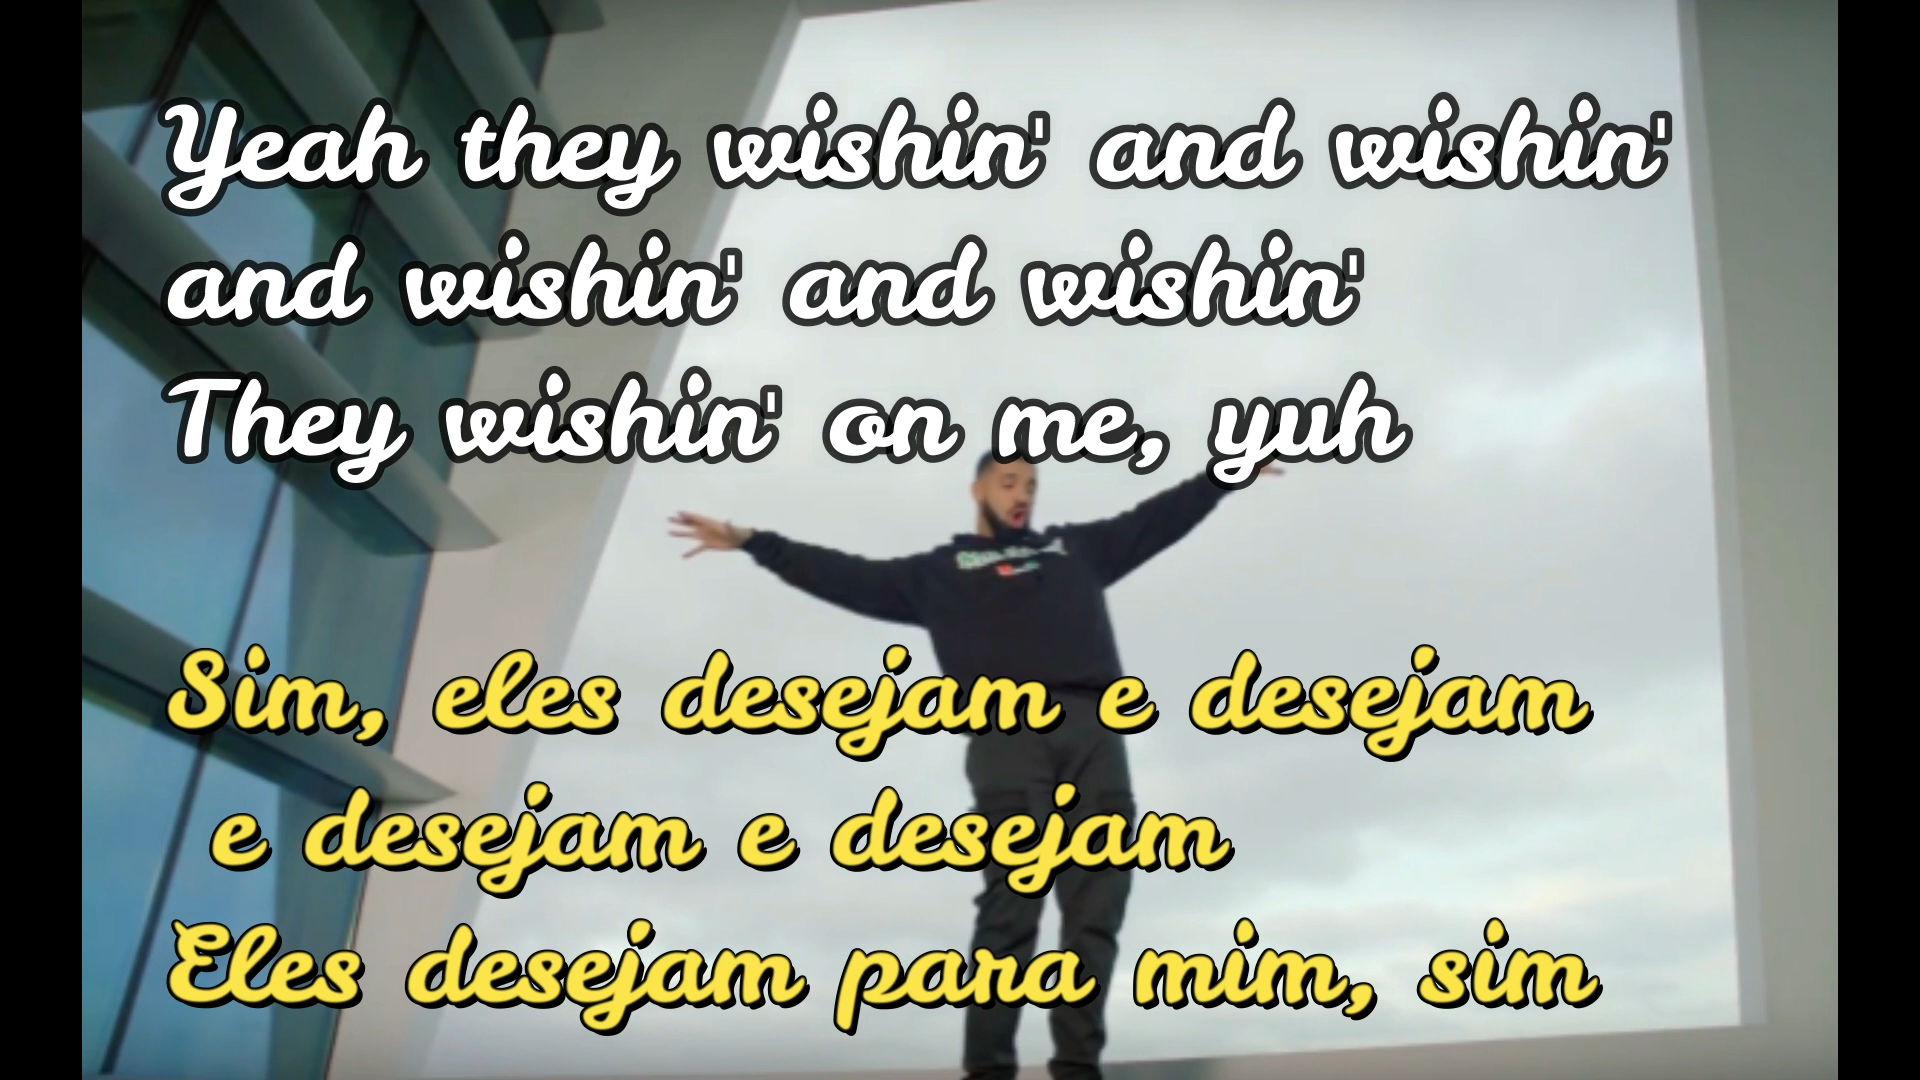 Yeah they wishin' and wishin'
and wishin' and wishin'
They wishin' on me, yuh
Sim, eles desejam e desejam
e desejam e desejam
Eles desejam para mim, sim